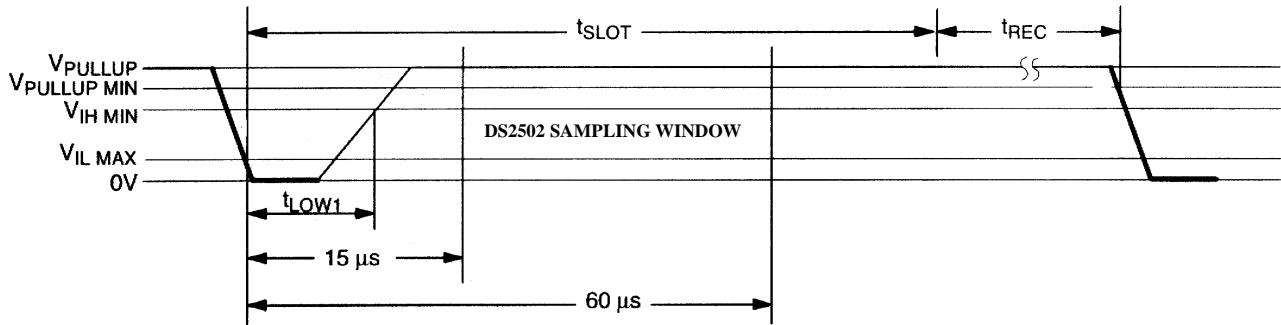 tSLOT
tREC
VPULLUP
VPULLUP MIN
VIH MIN
DS2502 SAMPLING WINDOW
VIL MAX
0V
tLOW1
15 μs
60 μs